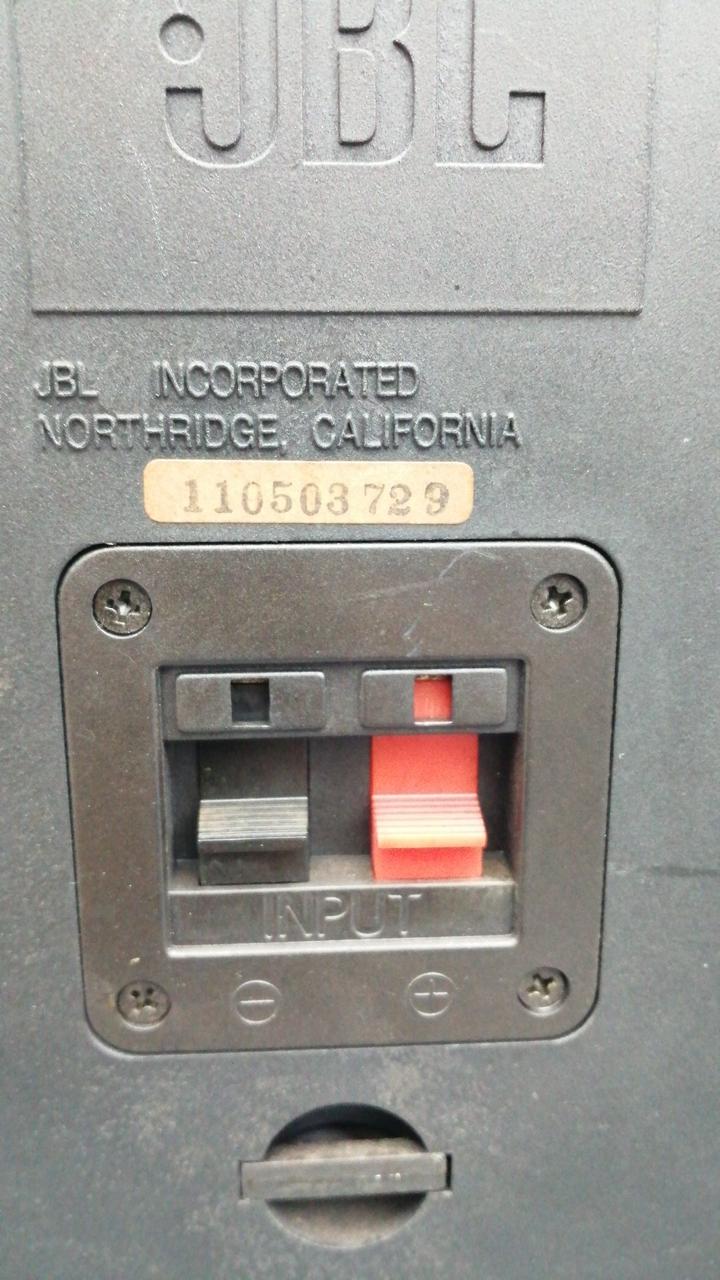 JBL
JBL INCORPORATED
NORTHRIDGE, CALIFORNIA
110503729
INPUT
− +